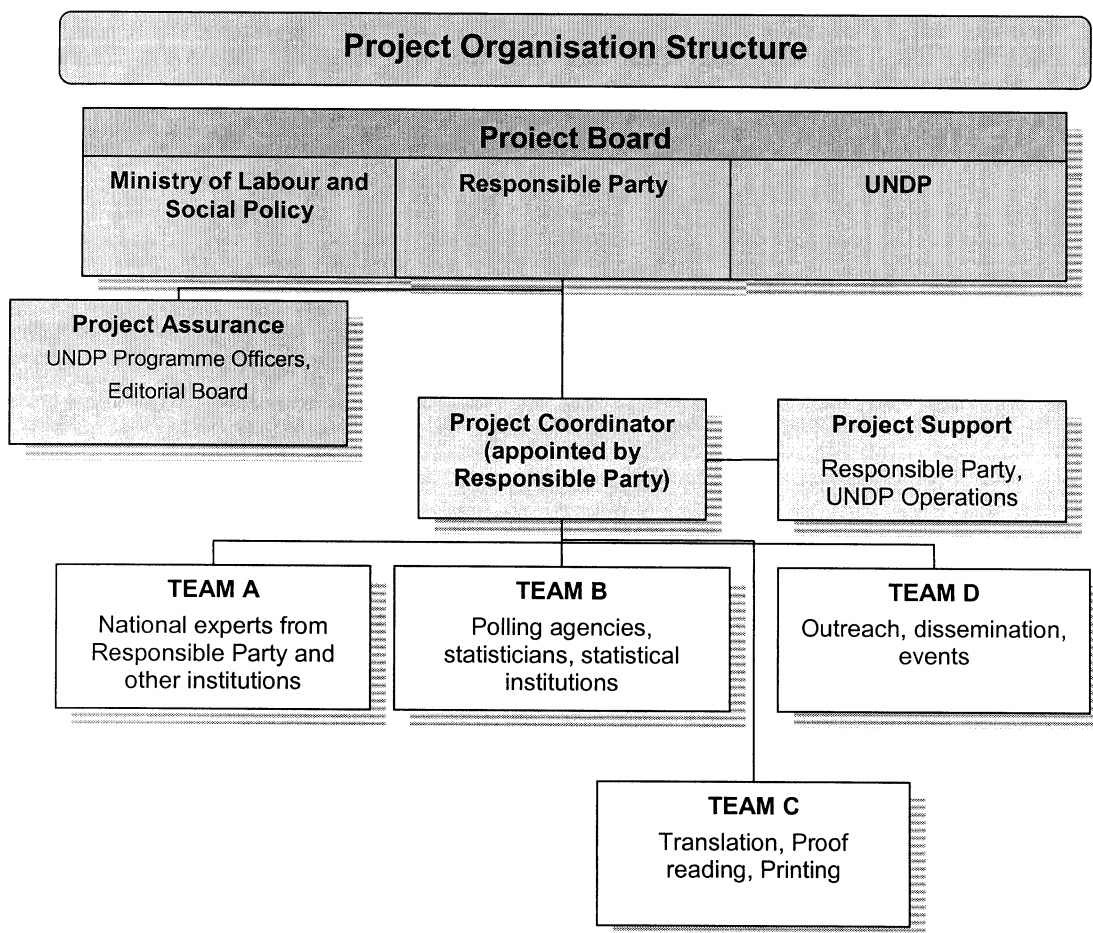 Project Organisation Structure
Project Board
Ministry of Labour and
Social Policy
Responsible Party
UNDP
Project Assurance
UNDP Programme Officers,
Editorial Board
Project Coordinator
(appointed by
Responsible Party)
Project Support
Responsible Party,
UNDP Operations
TEAM A
National experts from
Responsible Party and
other institutions
TEAM B
Polling agencies,
statisticians, statistical
institutions
TEAM D
Outreach, dissemination,
events
TEAM C
Translation, Proof
reading, Printing